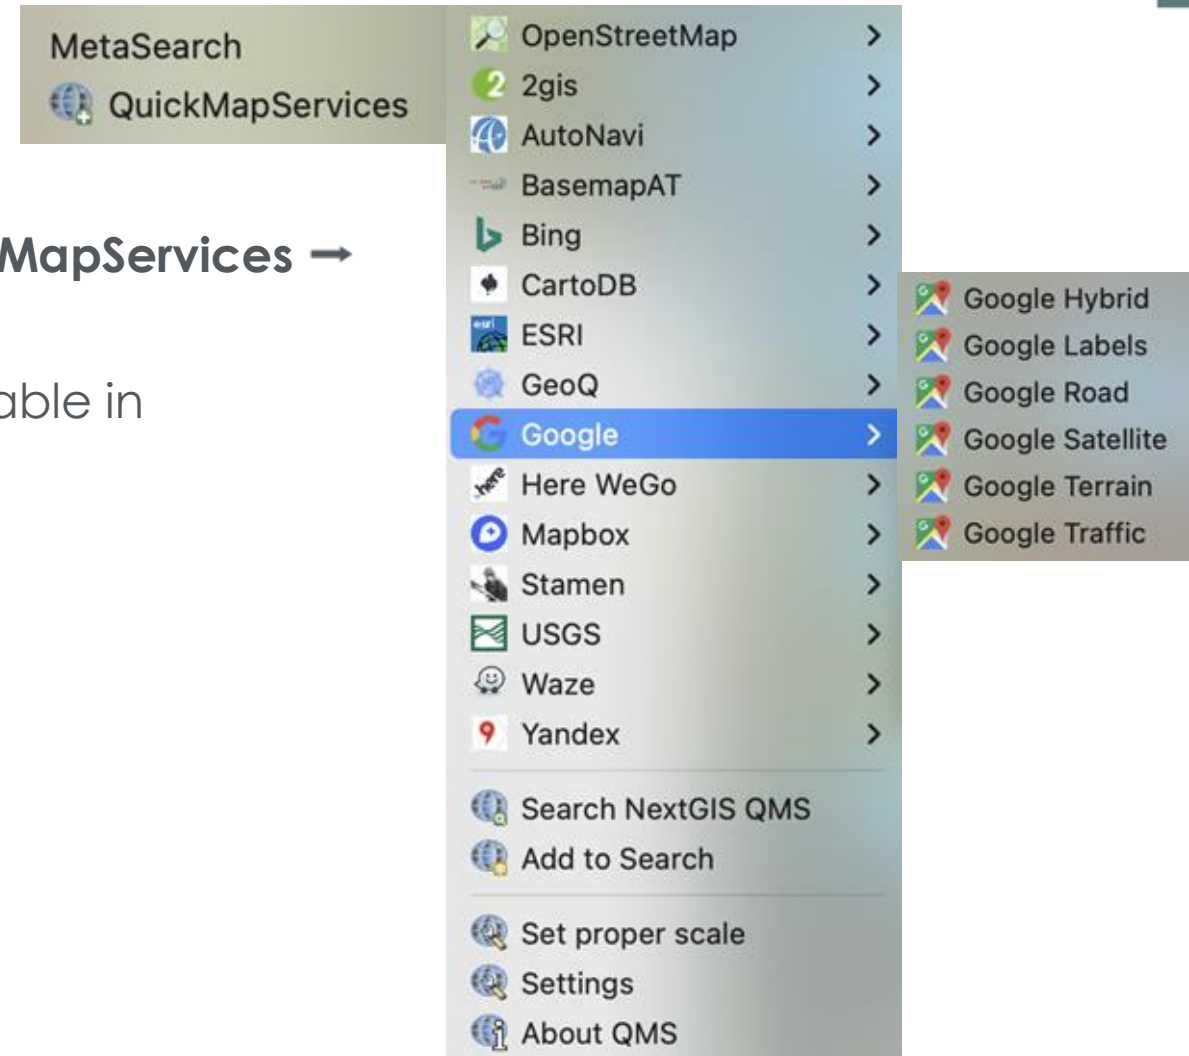 MetaSearch
QuickMapServices
MapServices →
able in
OpenStreetMap
2gis
AutoNavi
BasemapAT
Bing
CartoDB
ESRI
GeoQ
Google
Here WeGo
Mapbox
Stamen
USGS
Waze
Yandex
Search NextGIS QMS
Add to Search
Set proper scale
Settings
About QMS
Google Hybrid
Google Labels
Google Road
Google Satellite
Google Terrain
Google Traffic